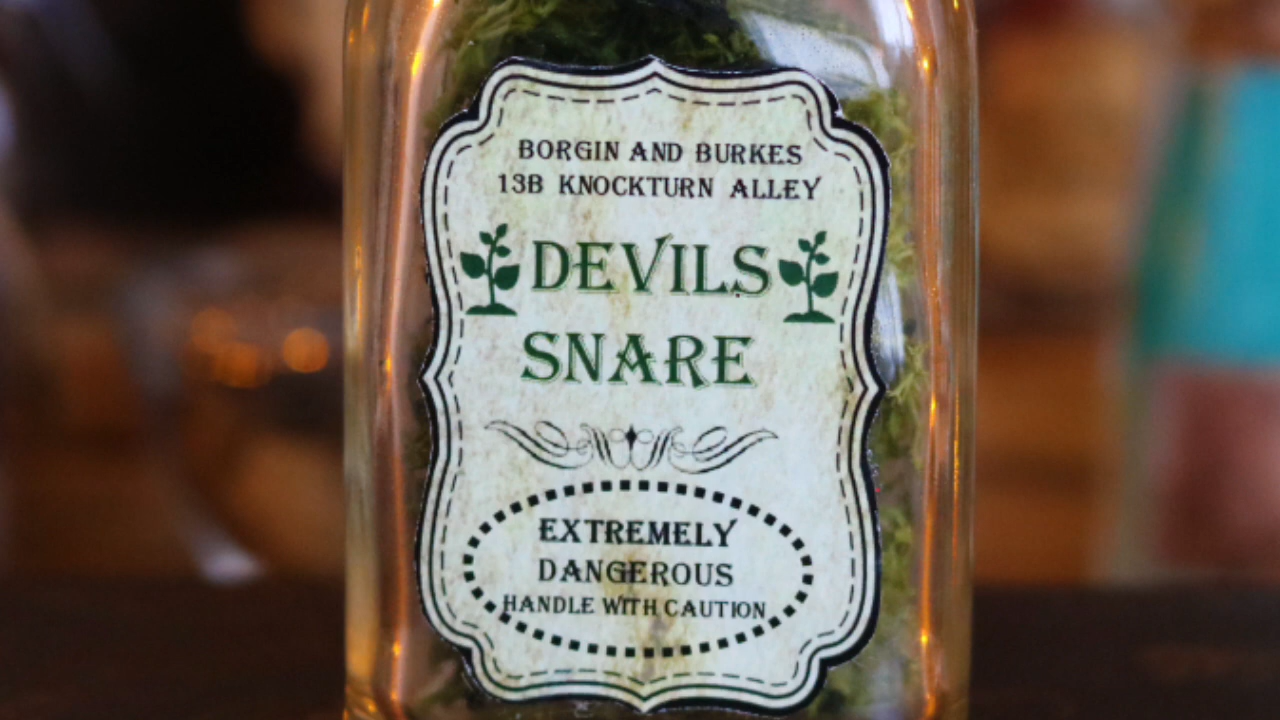 BORGIN AND BURKES
13B KNOCKTURN ALLEY
DEVILS
SNARE
EXTREMELY
DANGEROUS
HANDLE WITH CAUTION